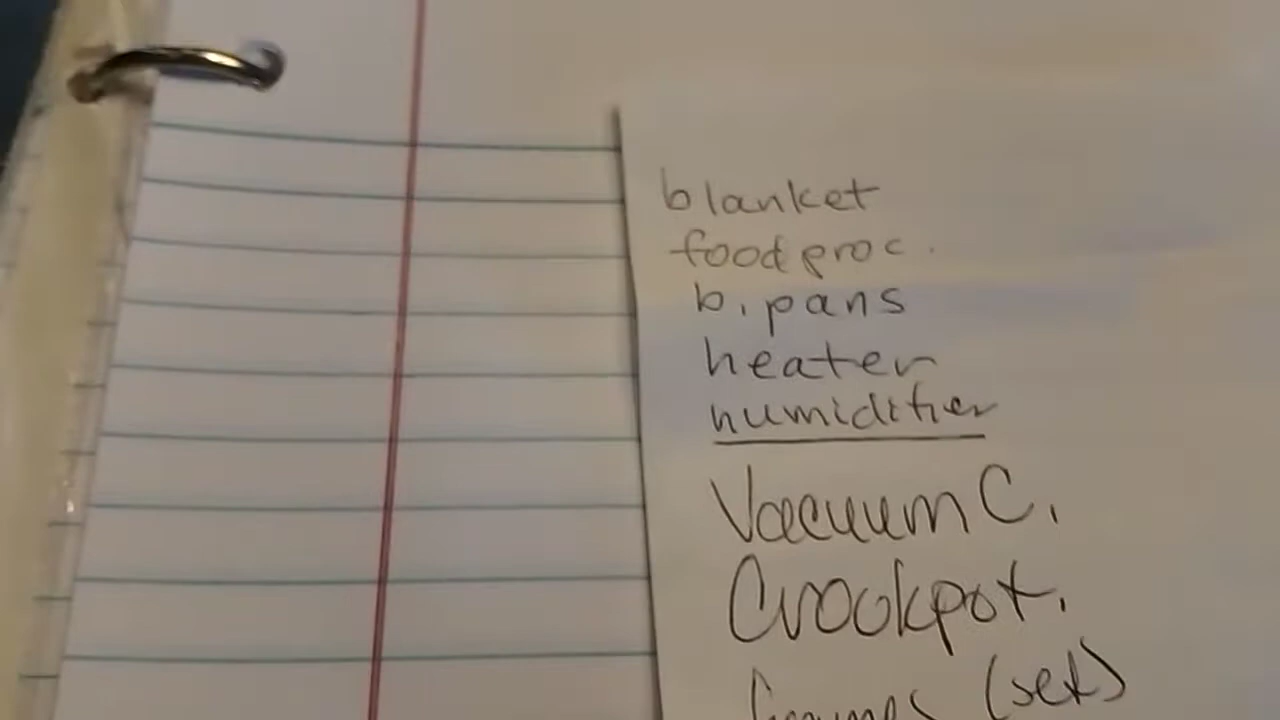 blanket
food proc.
b. pans
heater
humidifier
Vacuum C.
Crockpot.
(set)